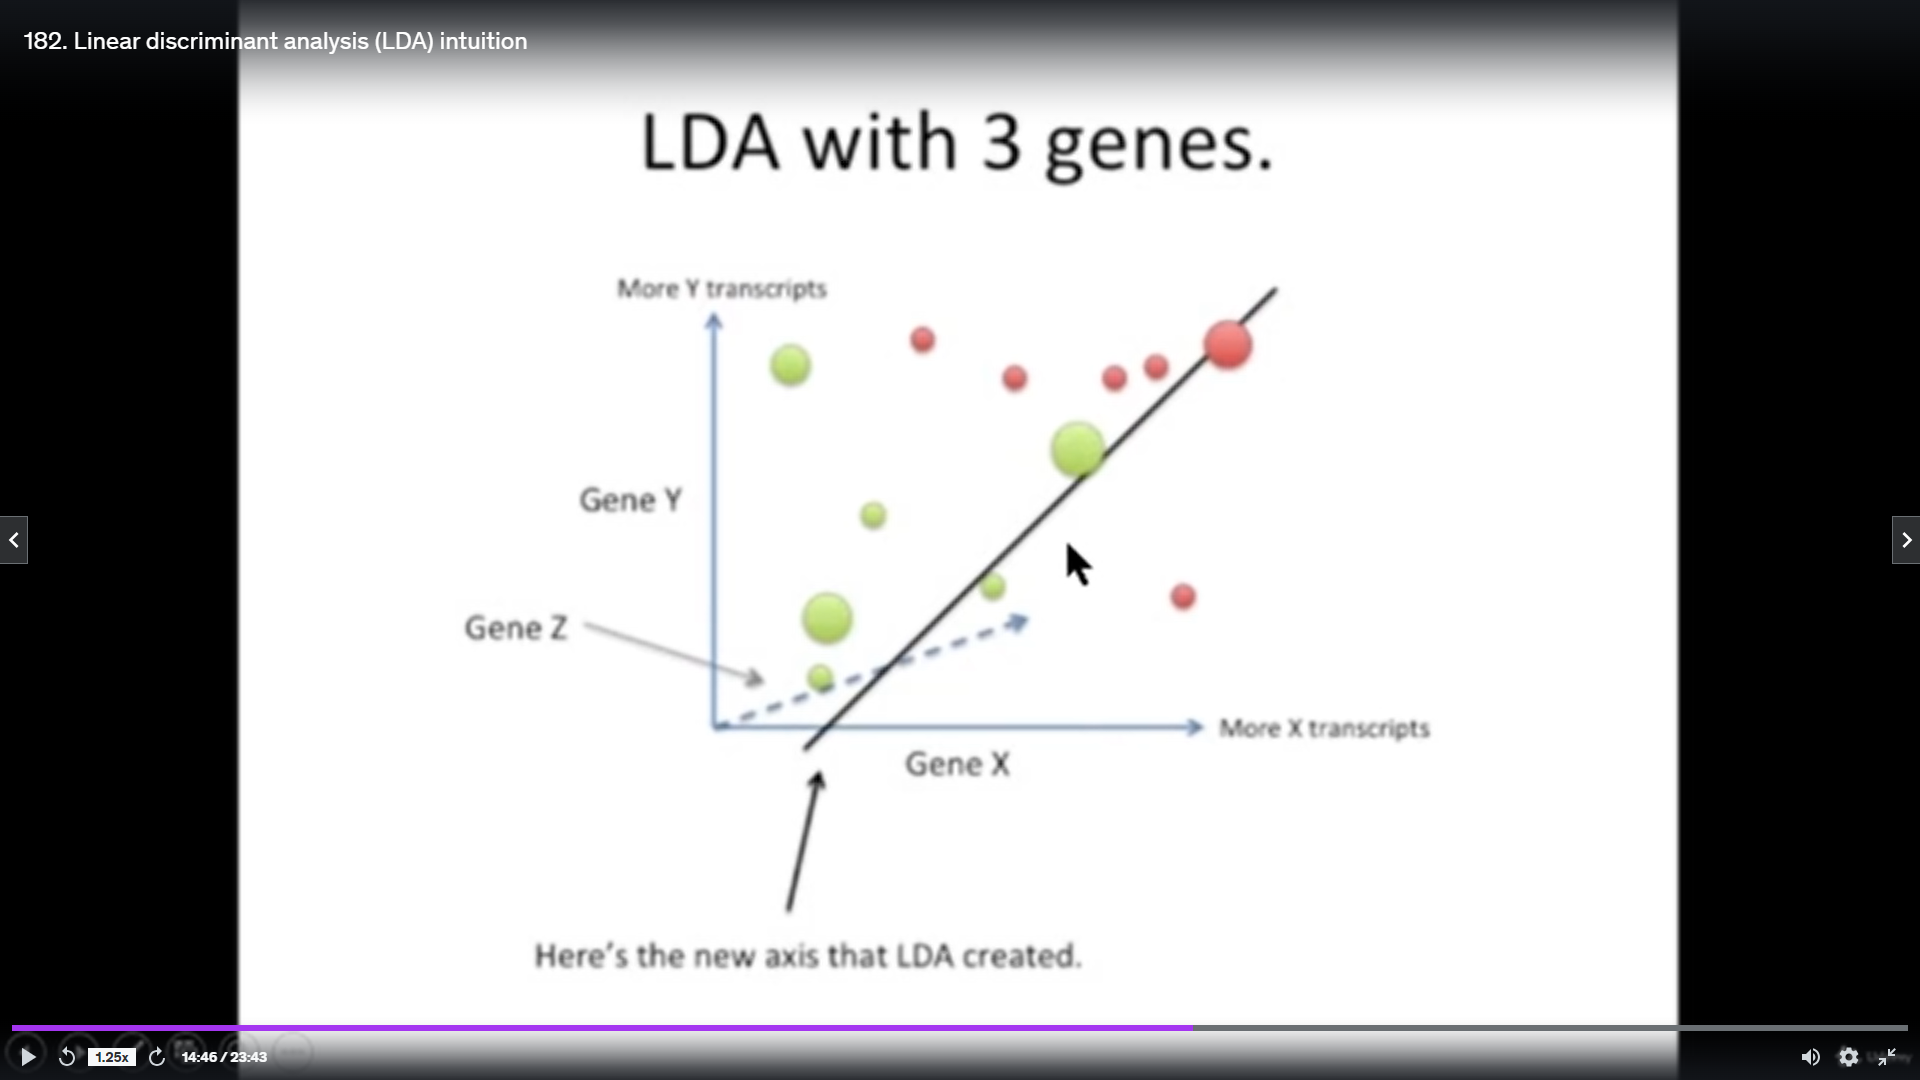 182. Linear discriminant analysis (LDA) intuition
LDA with 3 genes.
More Y transcripts
Gene Y
Gene Z
More X transcripts
Gene X
Here's the new axis that LDA created.
1.25x
14:46 / 23:43